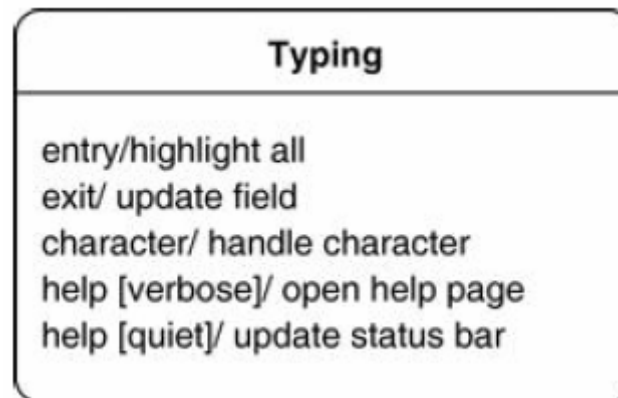 Typing
entry/highlight all
exit/ update field
character/ handle character
help [verbose]/ open help page
help [quiet]/ update status bar